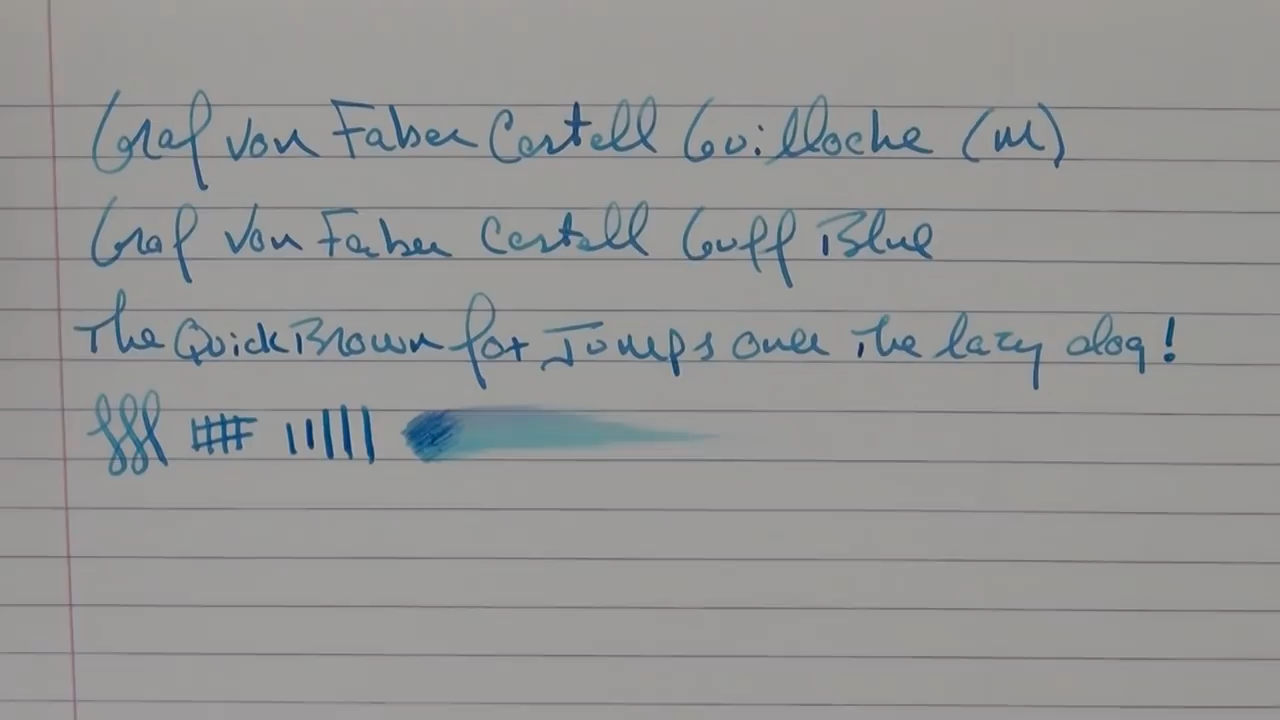 Graf von Faber Castell Guilloche (M)
Graf Von Faber Castell Gulf Blue
The Quick Brown fox Jumps over The lazy dog!